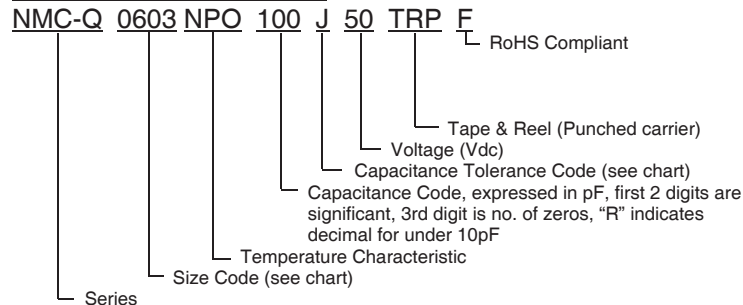 NMC-Q 0603 NPO 100 J 50 TRP F
RoHS Compliant
Tape & Reel (Punched carrier)
Voltage (Vdc)
Capacitance Tolerance Code (see chart)
Capacitance Code, expressed in pF, first 2 digits are
significant, 3rd digit is no. of zeros, “R” indicates
decimal for under 10pF
Temperature Characteristic
Size Code (see chart)
Series